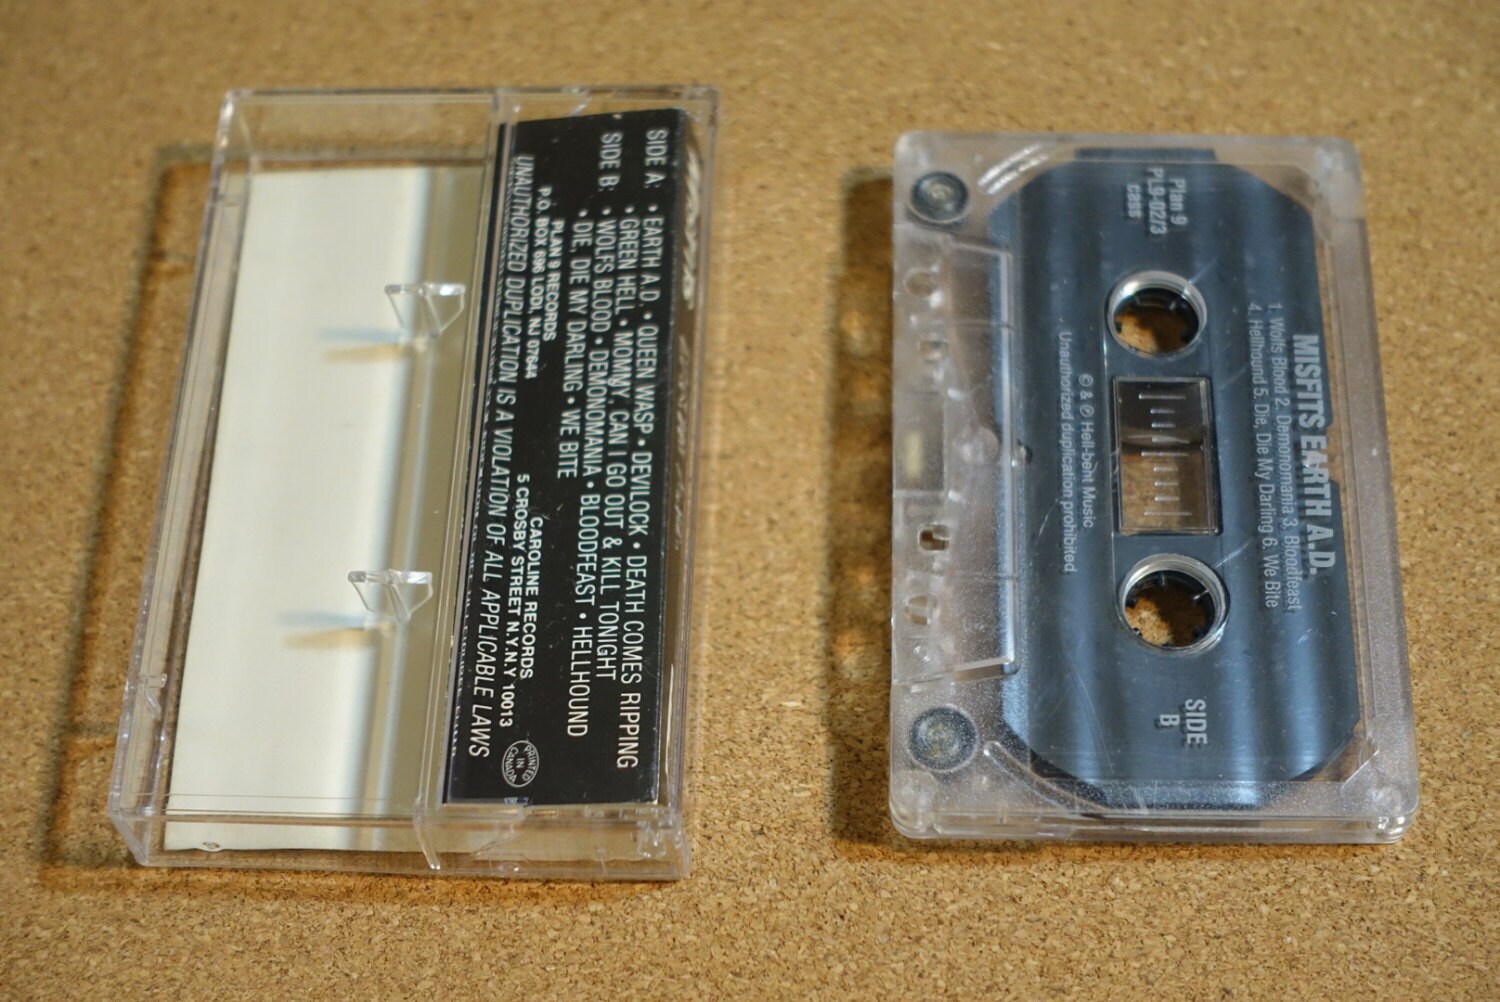 SIDE A: • EARTH A.D. • QUEEN WASP • DEVILOCK • DEATH COMES RIPPING
• GREEN HELL • MOMMY, CAN I GO OUT & KILL TONIGHT
SIDE B: • WOLFS BLOOD • DEMONOMANIA • BLOODFEAST • HELLHOUND
• DIE, DIE MY DARLING • WE BITE
PLAN 9 RECORDS
P.O. BOX 696 LODI, NJ 07644
CAROLINE RECORDS
5 CROSBY STREET N.Y.N.Y 10013
UNAUTHORIZED DUPLICATION IS A VIOLATION OF ALL APPLICABLE LAWS
PRINTED
IN
CANADA
MISFITS EARTH A.D.
1. Wolfs Blood 2. Demonomania 3. Bloodfeast
4. Hellhound 5. Die, Die My Darling 6. We Bite
Plan 9
PL9-02/3
cass
SIDE
B
© & ℗ Hell-bent Music
Unauthorized duplication prohibited